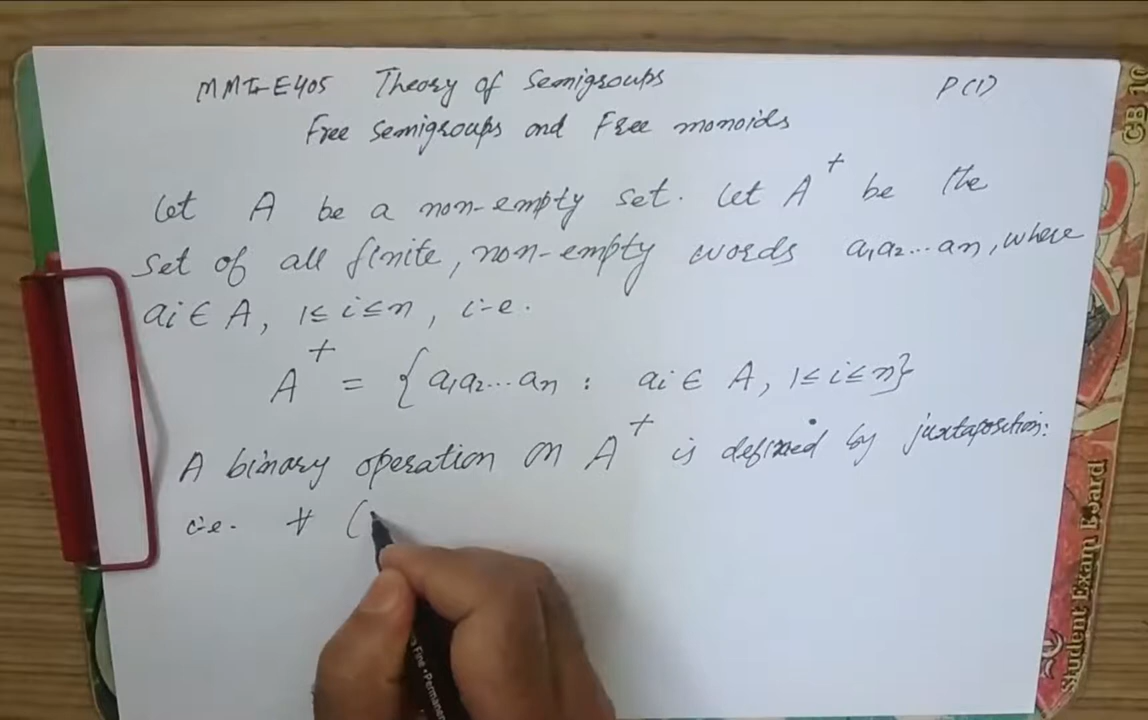 MMT-E405 Theory of Semigroups P(1)
Free Semigroups and Free monoids
Let A be a non-empty set. Let A⁺ be the
set of all finite, non-empty words a₁a₂...aₙ, where
aᵢ ∈ A, 1 ≤ i ≤ n, i.e.
A⁺ = {a₁a₂...aₙ : aᵢ ∈ A, 1 ≤ i ≤ n}
A binary operation on A⁺ is defined by juxtaposition:
i.e. ∀ (
Student Exam Board
Fine • Permanen